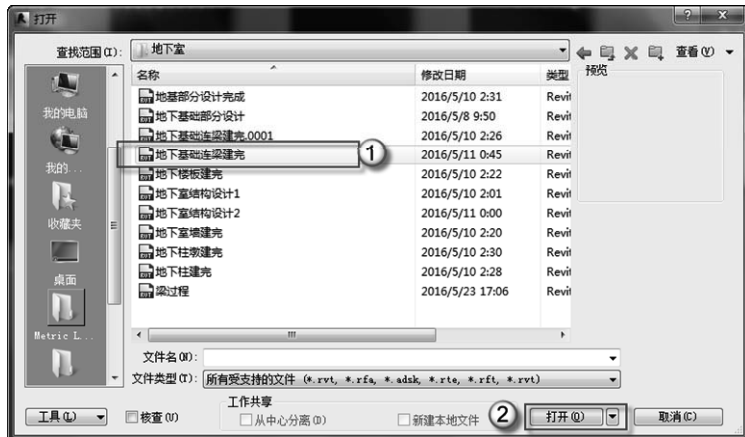 打开
查找范围(I): 地下室 查看(V)
名称 修改日期 类型 预览
地基部分设计完成 2016/5/10 2:31 Revit
地下基础部分设计 2016/5/8 9:50 Revit
地下基础连梁建完.0001 2016/5/10 2:26 Revit
地下基础连梁建完 2016/5/11 0:45 Revit
①
地下楼板建完 2016/5/10 2:22 Revit
地下室结构设计1 2016/5/10 2:01 Revit
地下室结构设计2 2016/5/11 0:00 Revit
地下室墙建完 2016/5/10 2:20 Revit
地下柱墩建完 2016/5/10 2:30 Revit
地下柱建完 2016/5/10 2:28 Revit
梁过程 2016/5/23 17:06 Revit
我的电脑
我的...
收藏夹
桌面
Metric L...
文件名(N):
文件类型(T): 所有受支持的文件 (*.rvt, *.rfa, *.adsk, *.rte, *.rft, *.rvt)
工作共享
工具(L) 核查(U) 从中心分离(D) 新建本地文件 ② 打开(O) 取消(C)